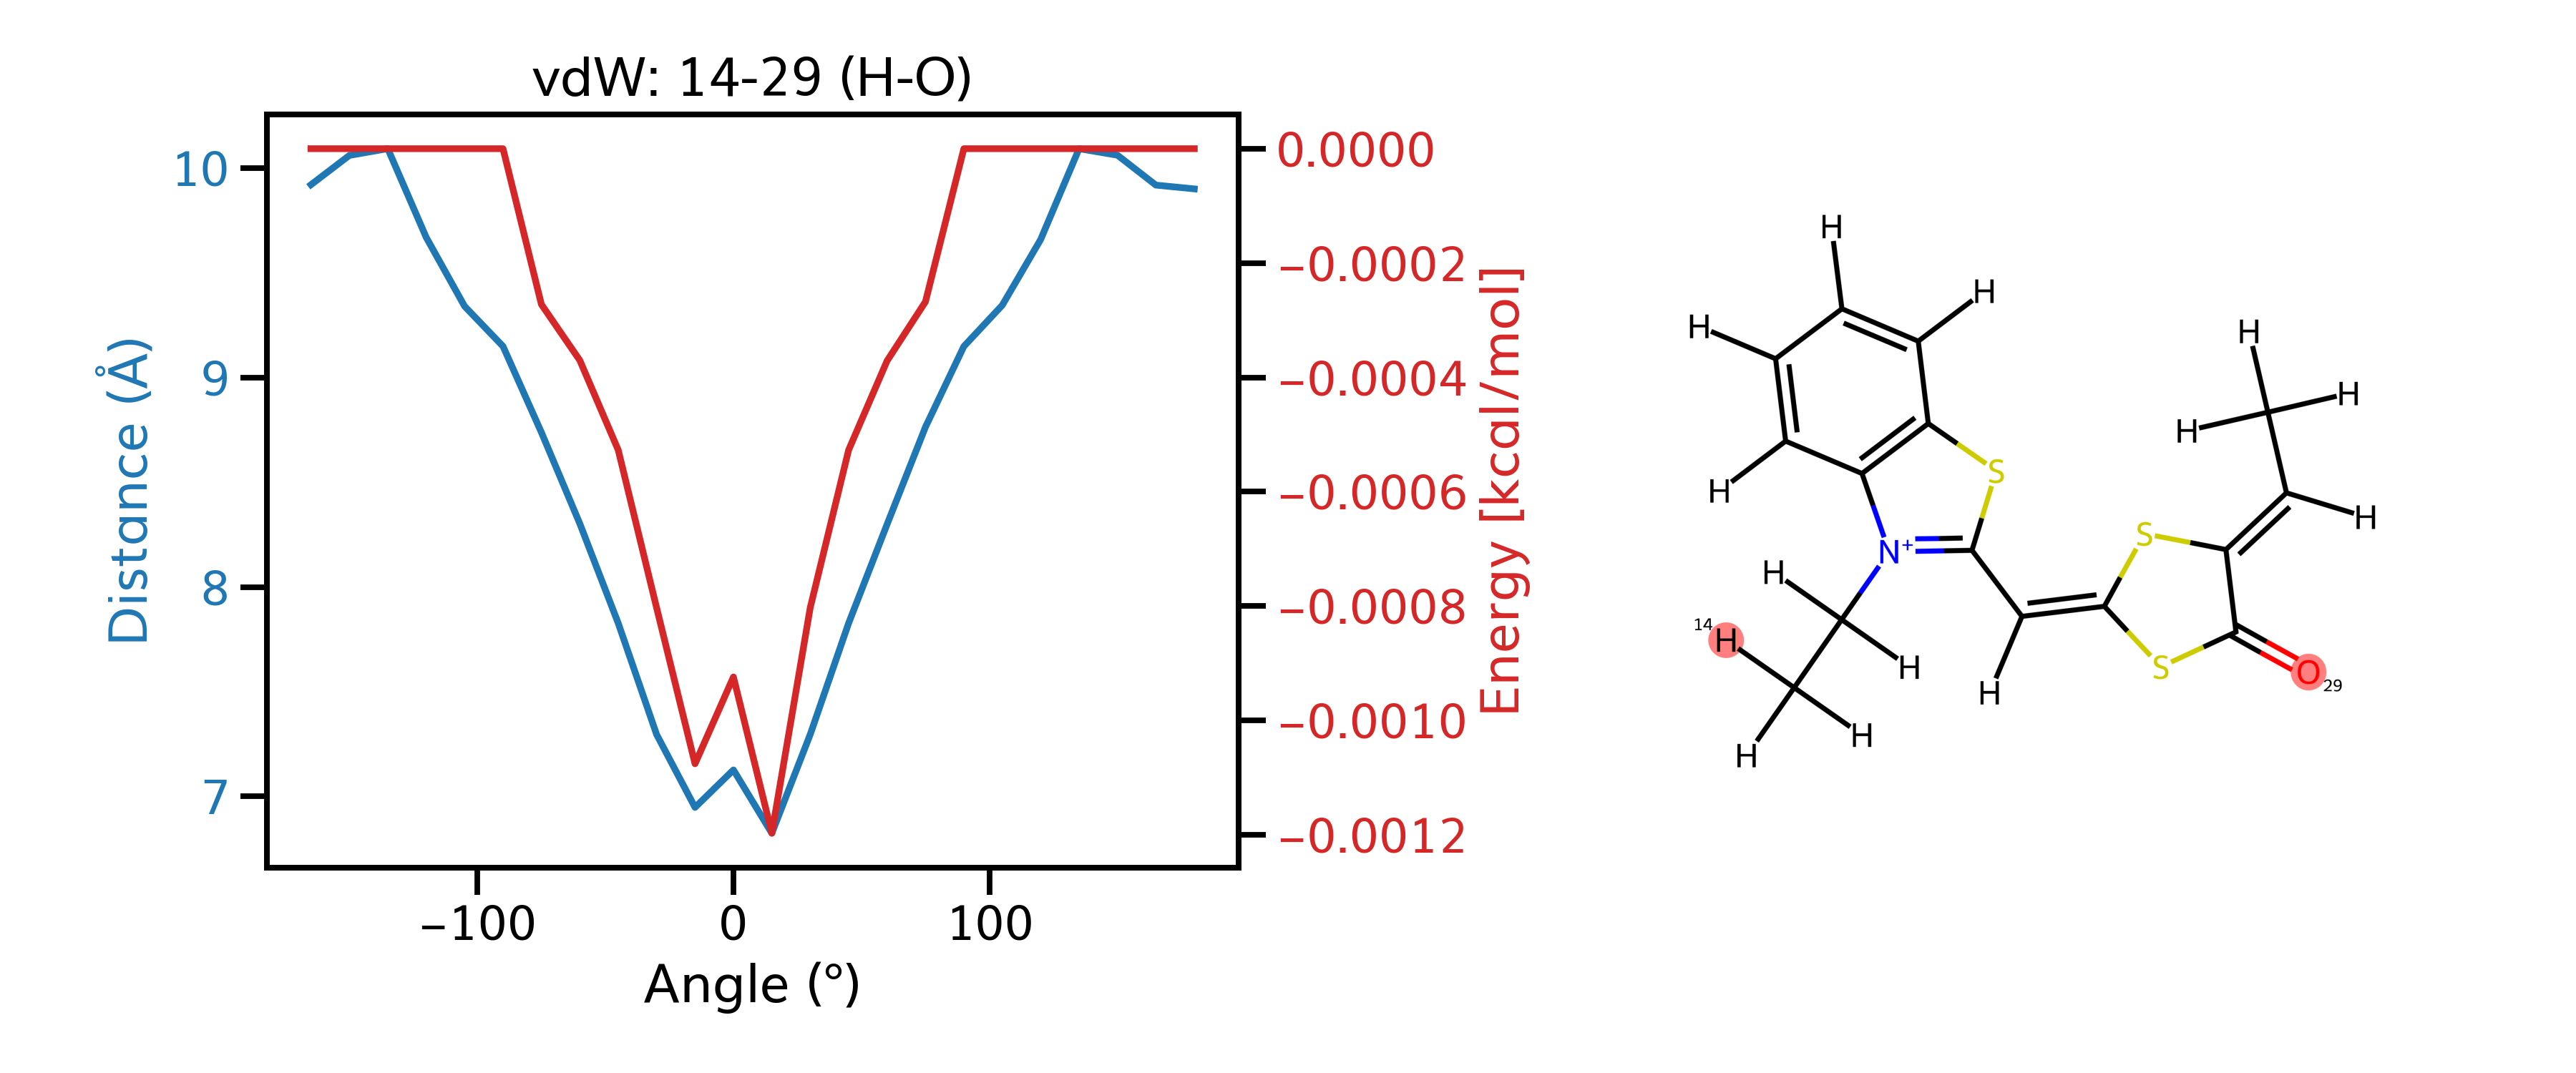 vdW: 14-29 (H-O)
10
9
8
7
Distance (Å)
−100
0
100
Angle (°)
0.0000
−0.0002
−0.0004
−0.0006
−0.0008
−0.0010
−0.0012
Energy [kcal/mol]
H
H
H
H
H
H
H
S
H
H
S
N+
H
14
H
H
S
O
29
H
H
H